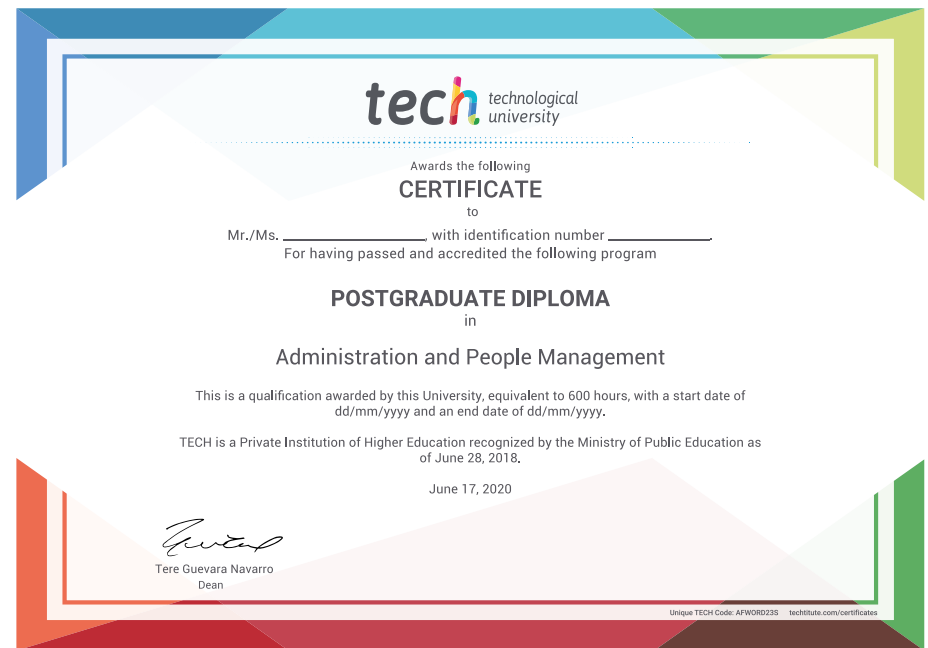 tech technological
university
Awards the following
CERTIFICATE
to
Mr./Ms. ____________, with identification number ____________.
For having passed and accredited the following program
POSTGRADUATE DIPLOMA
in
Administration and People Management
This is a qualification awarded by this University, equivalent to 600 hours, with a start date of
dd/mm/yyyy and an end date of dd/mm/yyyy.
TECH is a Private Institution of Higher Education recognized by the Ministry of Public Education as
of June 28, 2018.
June 17, 2020
Tere Guevara Navarro
Dean
Unique TECH Code: AFWORD23S techtitute.com/certificates